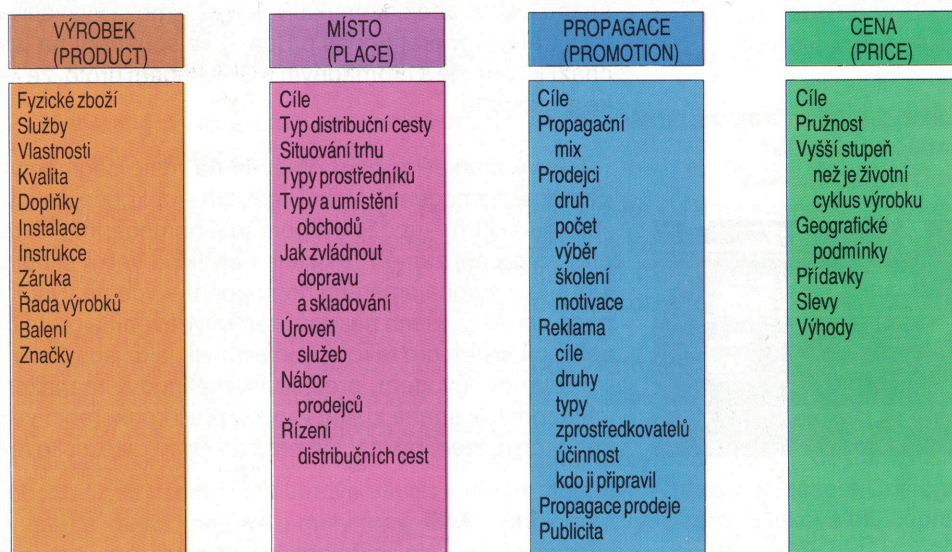 VÝROBEK
(PRODUCT)
Fyzické zboží
Služby
Vlastnosti
Kvalita
Doplňky
Instalace
Instrukce
Záruka
Řada výrobků
Balení
Značky
MÍSTO
(PLACE)
Cíle
Typ distribuční cesty
Situování trhu
Typy prostředníků
Typy a umístění
obchodů
Jak zvládnout
dopravu
a skladování
Úroveň
služeb
Nábor
prodejců
Řízení
distribučních cest
PROPAGACE
(PROMOTION)
Cíle
Propagační
mix
Prodejci
druh
počet
výběr
školení
motivace
Reklama
cíle
druhy
typy
zprostředkovatelů
účinnost
kdo ji připravil
Propagace prodeje
Publicita
CENA
(PRICE)
Cíle
Pružnost
Vyšší stupeň
než je životní
cyklus výrobku
Geografické
podmínky
Přídavky
Slevy
Výhody